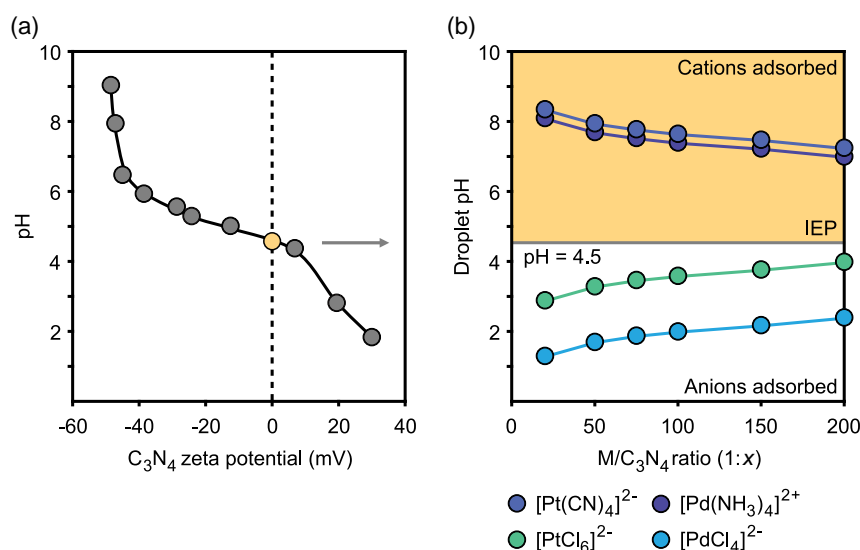 (a)
10
8
6
4
2
pH
-60
-40
-20
0
20
40
C₃N₄ zeta potential (mV)
(b)
10
8
6
4
2
Droplet pH
Cations adsorbed
IEP
pH = 4.5
Anions adsorbed
0
50
100
150
200
M/C₃N₄ ratio (1:x)
[Pt(CN)₄]²⁻ [Pd(NH₃)₄]²⁺
[PtCl₆]²⁻ [PdCl₄]²⁻